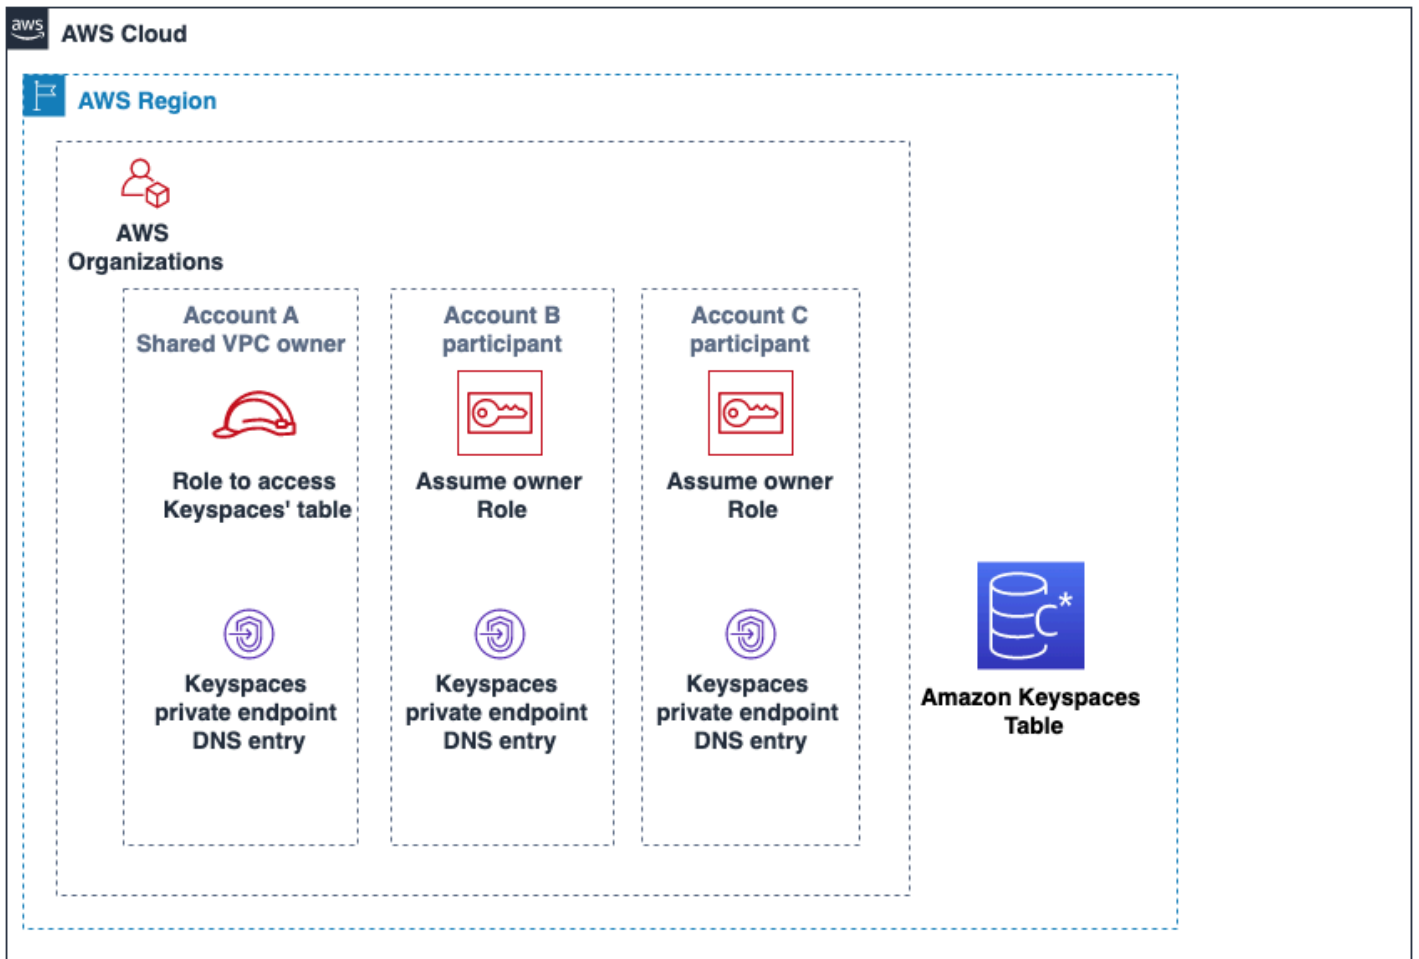 aws
AWS Cloud
AWS Region
AWS
Organizations
Account A
Shared VPC owner
Role to access
Keyspaces' table
Keyspaces
private endpoint
DNS entry
Account B
participant
Assume owner
Role
Keyspaces
private endpoint
DNS entry
Account C
participant
Assume owner
Role
Keyspaces
private endpoint
DNS entry
C*
Amazon Keyspaces
Table